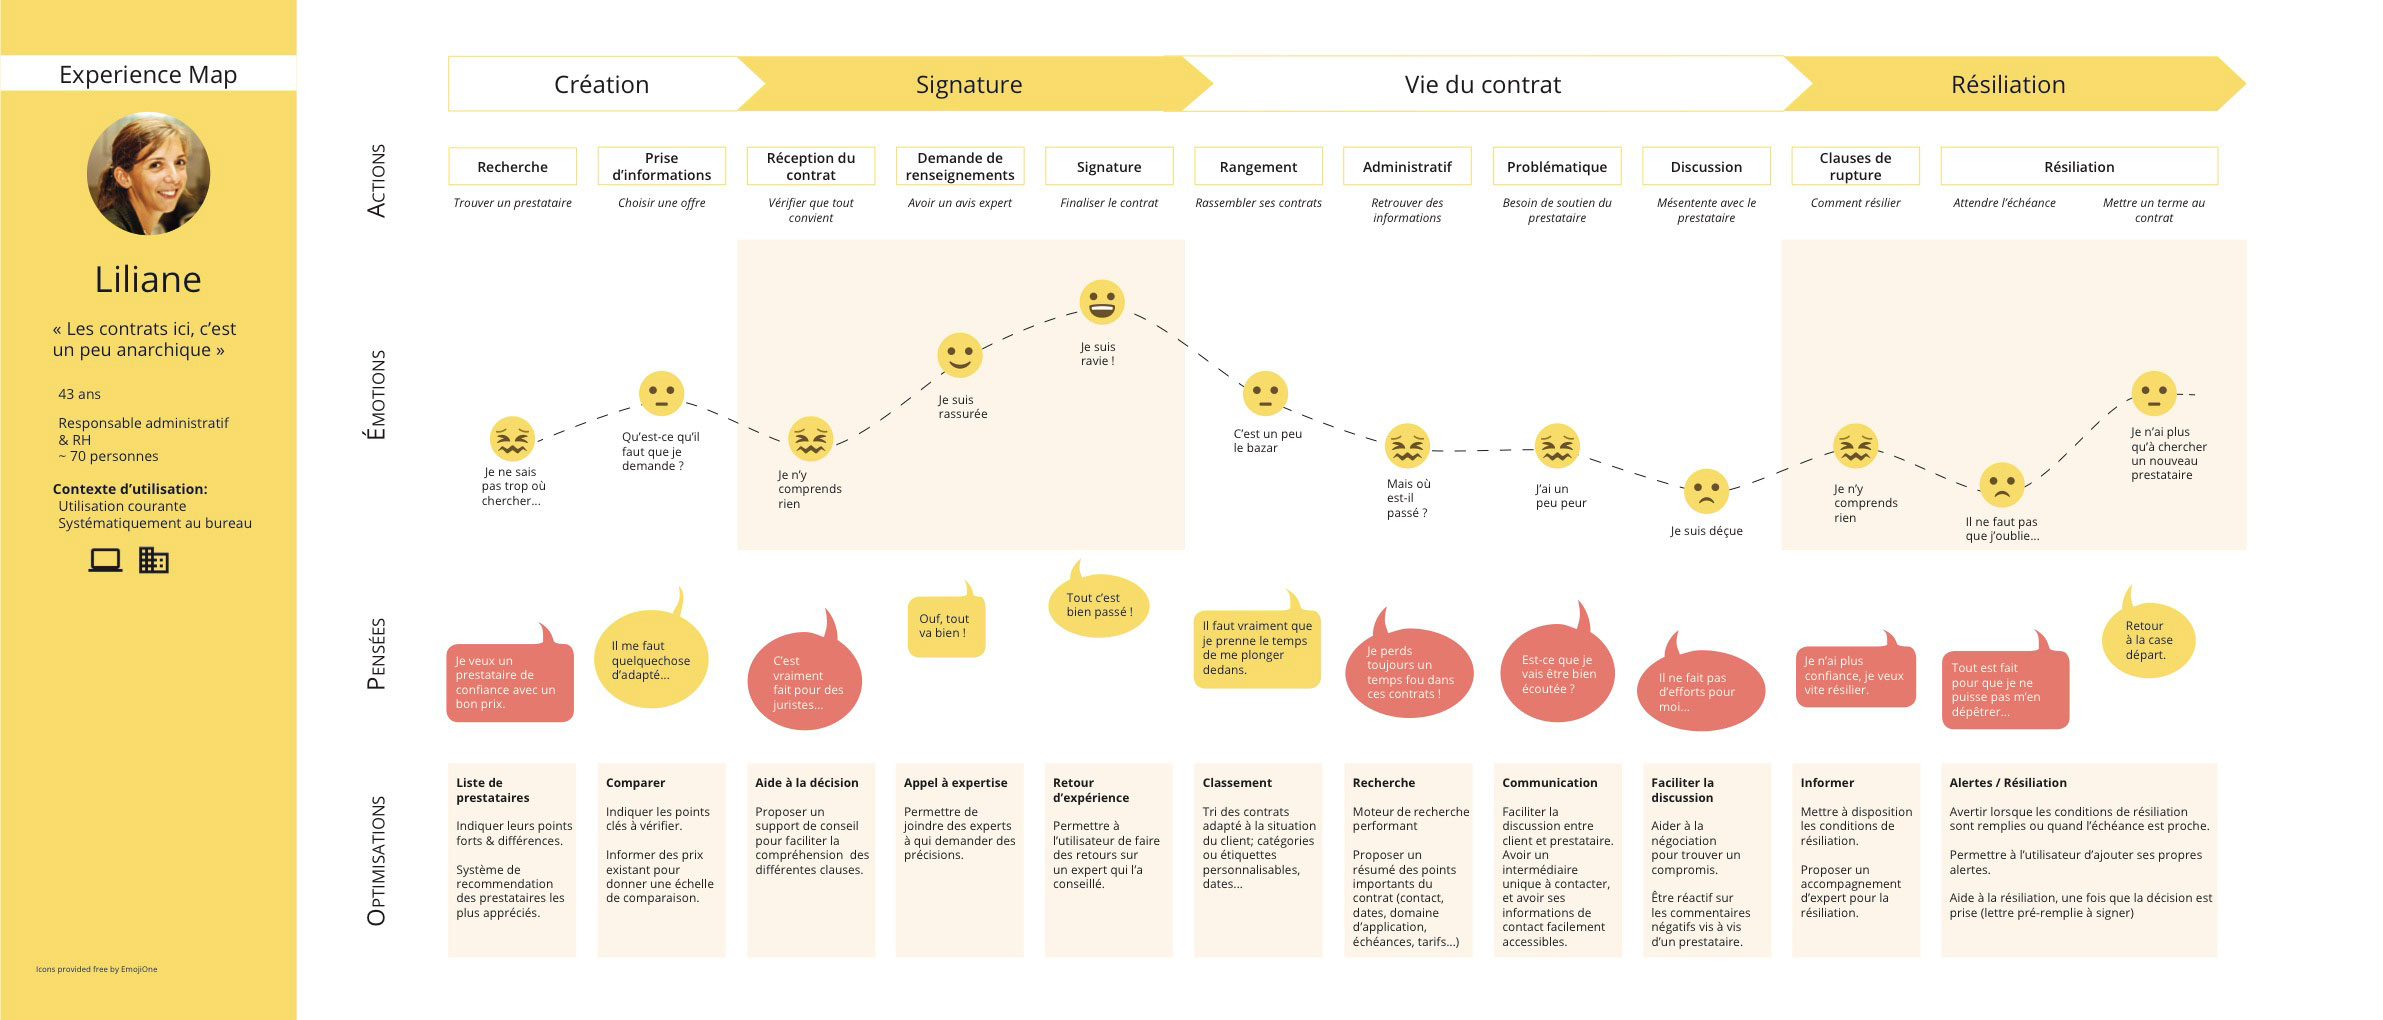 Experience Map
Liliane
« Les contrats ici, c’est
un peu anarchique »
43 ans
Responsable administratif
& RH
~ 70 personnes
Contexte d’utilisation:
Utilisation courante
Systématiquement au bureau
Icons provided free by EmojiOne
Création
Signature
Vie du contrat
Résiliation
Actions
Recherche
Trouver un prestataire
Prise
d’informations
Choisir une offre
Réception du
contrat
Vérifier que tout
convient
Demande de
renseignements
Avoir un avis expert
Signature
Finaliser le contrat
Rangement
Rassembler ses contrats
Administratif
Retrouver des
informations
Problématique
Besoin de soutien du
prestataire
Discussion
Mésentente avec le
prestataire
Clauses de
rupture
Comment résilier
Résiliation
Attendre l’échéance
Mettre un terme au
contrat
Émotions
Je ne sais
pas trop où
chercher...
Qu’est-ce qu’il
faut que je
demande ?
Je n’y
comprends
rien
Je suis
rassurée
Je suis
ravie !
C’est un peu
le bazar
Mais où
est-il
passé ?
J’ai un
peu peur
Je suis déçue
Je n’y
comprends
rien
Il ne faut pas
que j’oublie...
Je n’ai plus
qu’à chercher
un nouveau
prestataire
Pensées
Je veux un
prestataire de
confiance avec un
bon prix.
Il me faut
quelquechose
d’adapté...
C’est
vraiment
fait pour des
juristes...
Ouf, tout
va bien !
Tout c’est
bien passé !
Il faut vraiment que
je prenne le temps
de me plonger
dedans.
Je perds
toujours un
temps fou dans
ces contrats !
Est-ce que je
vais être bien
écoutée ?
Il ne fait pas
d’efforts pour
moi...
Je n’ai plus
confiance, je veux
vite résilier.
Tout est fait
pour que je ne
puisse pas m’en
dépêtrer...
Retour
à la case
départ.
Optimisations
Liste de
prestataires
Indiquer leurs points
forts & différences.
Système de
recommendation
des prestataires les
plus appréciés.
Comparer
Indiquer les points
clés à vérifier.
Informer des prix
existant pour
donner une échelle
de comparaison.
Aide à la décision
Proposer un
support de conseil
pour faciliter la
compréhension des
différentes clauses.
Appel à expertise
Permettre de
joindre des experts
à qui demander des
précisions.
Retour
d’expérience
Permettre à
l’utilisateur de faire
des retours sur
un expert qui l’a
conseillé.
Classement
Tri des contrats
adapté à la situation
du client; catégories
ou étiquettes
personnalisables,
dates...
Recherche
Moteur de recherche
performant
Proposer un
résumé des points
importants du
contrat (contact,
dates, domaine
d’application,
échéances, tarifs...)
Communication
Faciliter la
discussion entre
client et prestataire.
Avoir un
intermédiaire
unique à contacter,
et avoir ses
informations de
contact facilement
accessibles.
Faciliter la
discussion
Aider à la
négociation
pour trouver un
compromis.
Être réactif sur
les commentaires
négatifs vis à vis
d’un prestataire.
Informer
Mettre à disposition
les conditions de
résiliation.
Proposer un
accompagnement
d’expert pour la
résiliation.
Alertes / Résiliation
Avertir lorsque les conditions de résiliation
sont remplies ou quand l’échéance est proche.
Permettre à l’utilisateur d’ajouter ses propres
alertes.
Aide à la résiliation, une fois que la décision est
prise (lettre pré-remplie à signer)